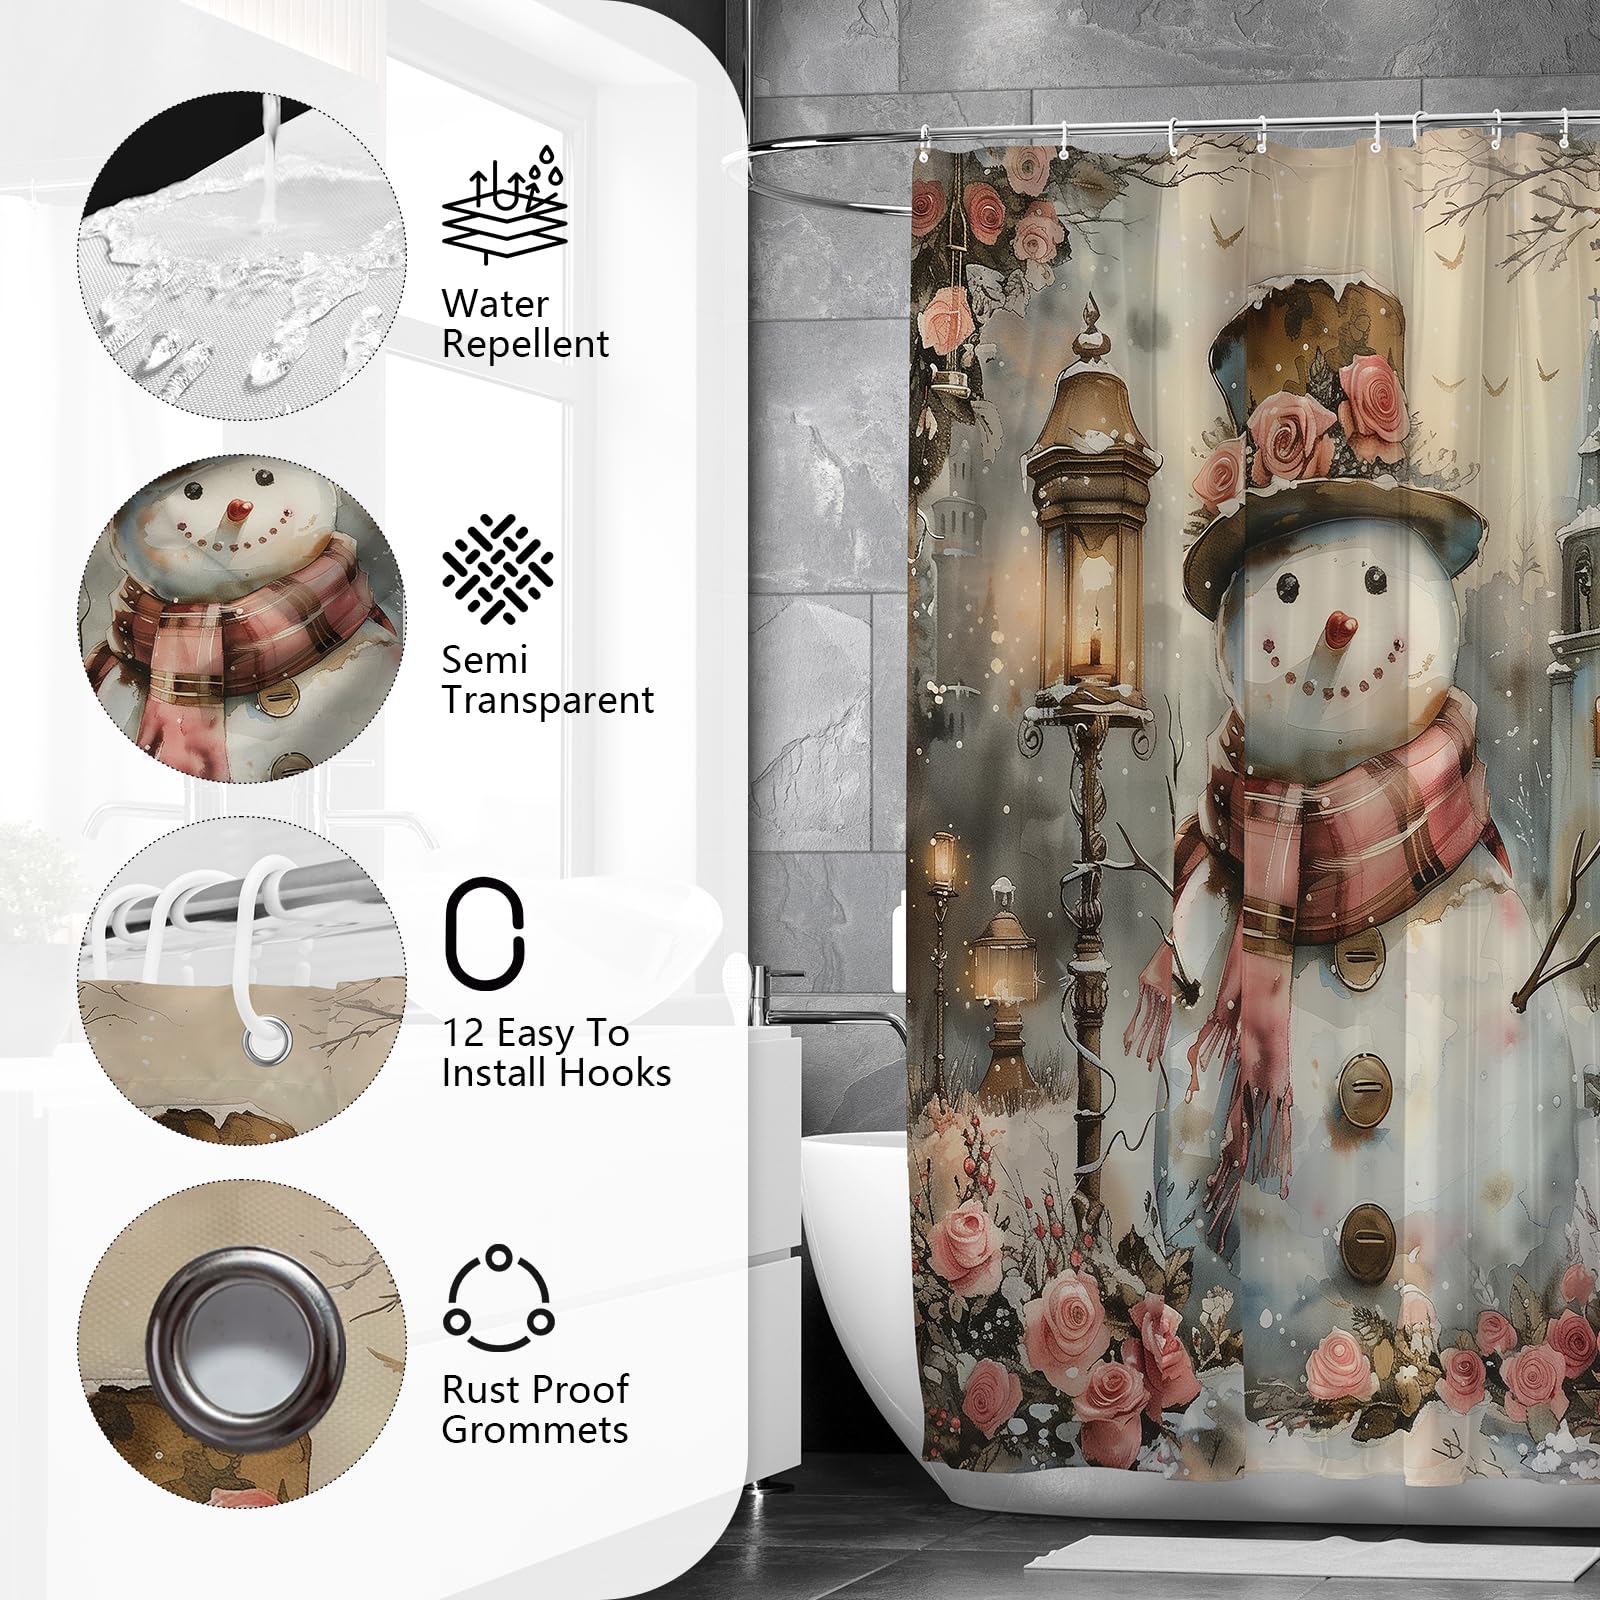 Water
Repellent
Semi
Transparent
12 Easy To
Install Hooks
Rust Proof
Grommets